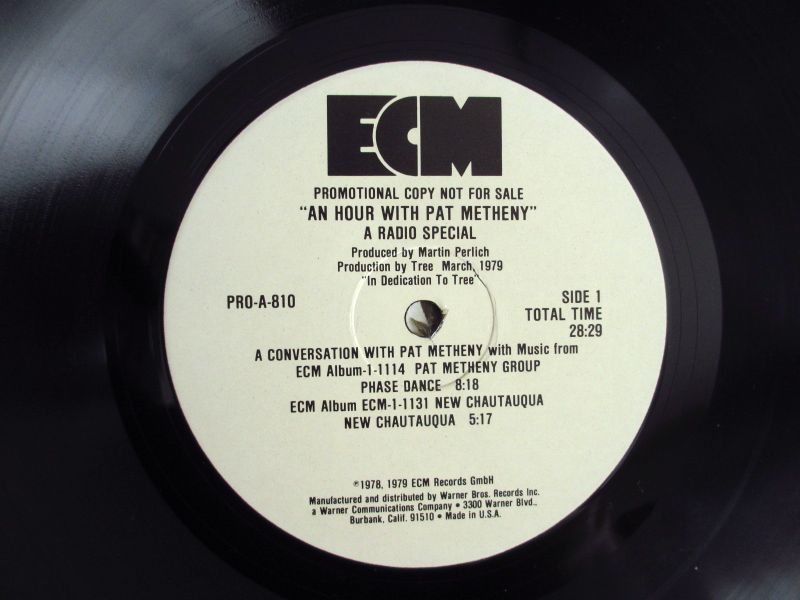 ECM
PROMOTIONAL COPY NOT FOR SALE
"AN HOUR WITH PAT METHENY"
A RADIO SPECIAL
Produced by Martin Perlich
Production by Tree March, 1979
"In Dedication To Tree"
PRO-A-810
SIDE 1
TOTAL TIME
28:29
A CONVERSATION WITH PAT METHENY with Music from
ECM Album-1-1114 PAT METHENY GROUP
PHASE DANCE 8:18
ECM Album ECM-1-1131 NEW CHAUTAUQUA
NEW CHAUTAUQUA 5:17
℗1978, 1979 ECM Records GmbH
Manufactured and distributed by Warner Bros. Records Inc.
a Warner Communications Company • 3300 Warner Blvd.,
Burbank, Calif. 91510 • Made in U.S.A.